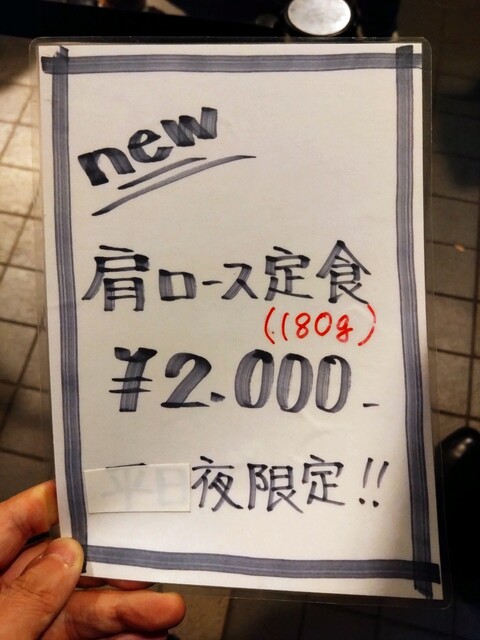 new
肩ロース定食
(180g)
¥2.000.-
夜限定!!